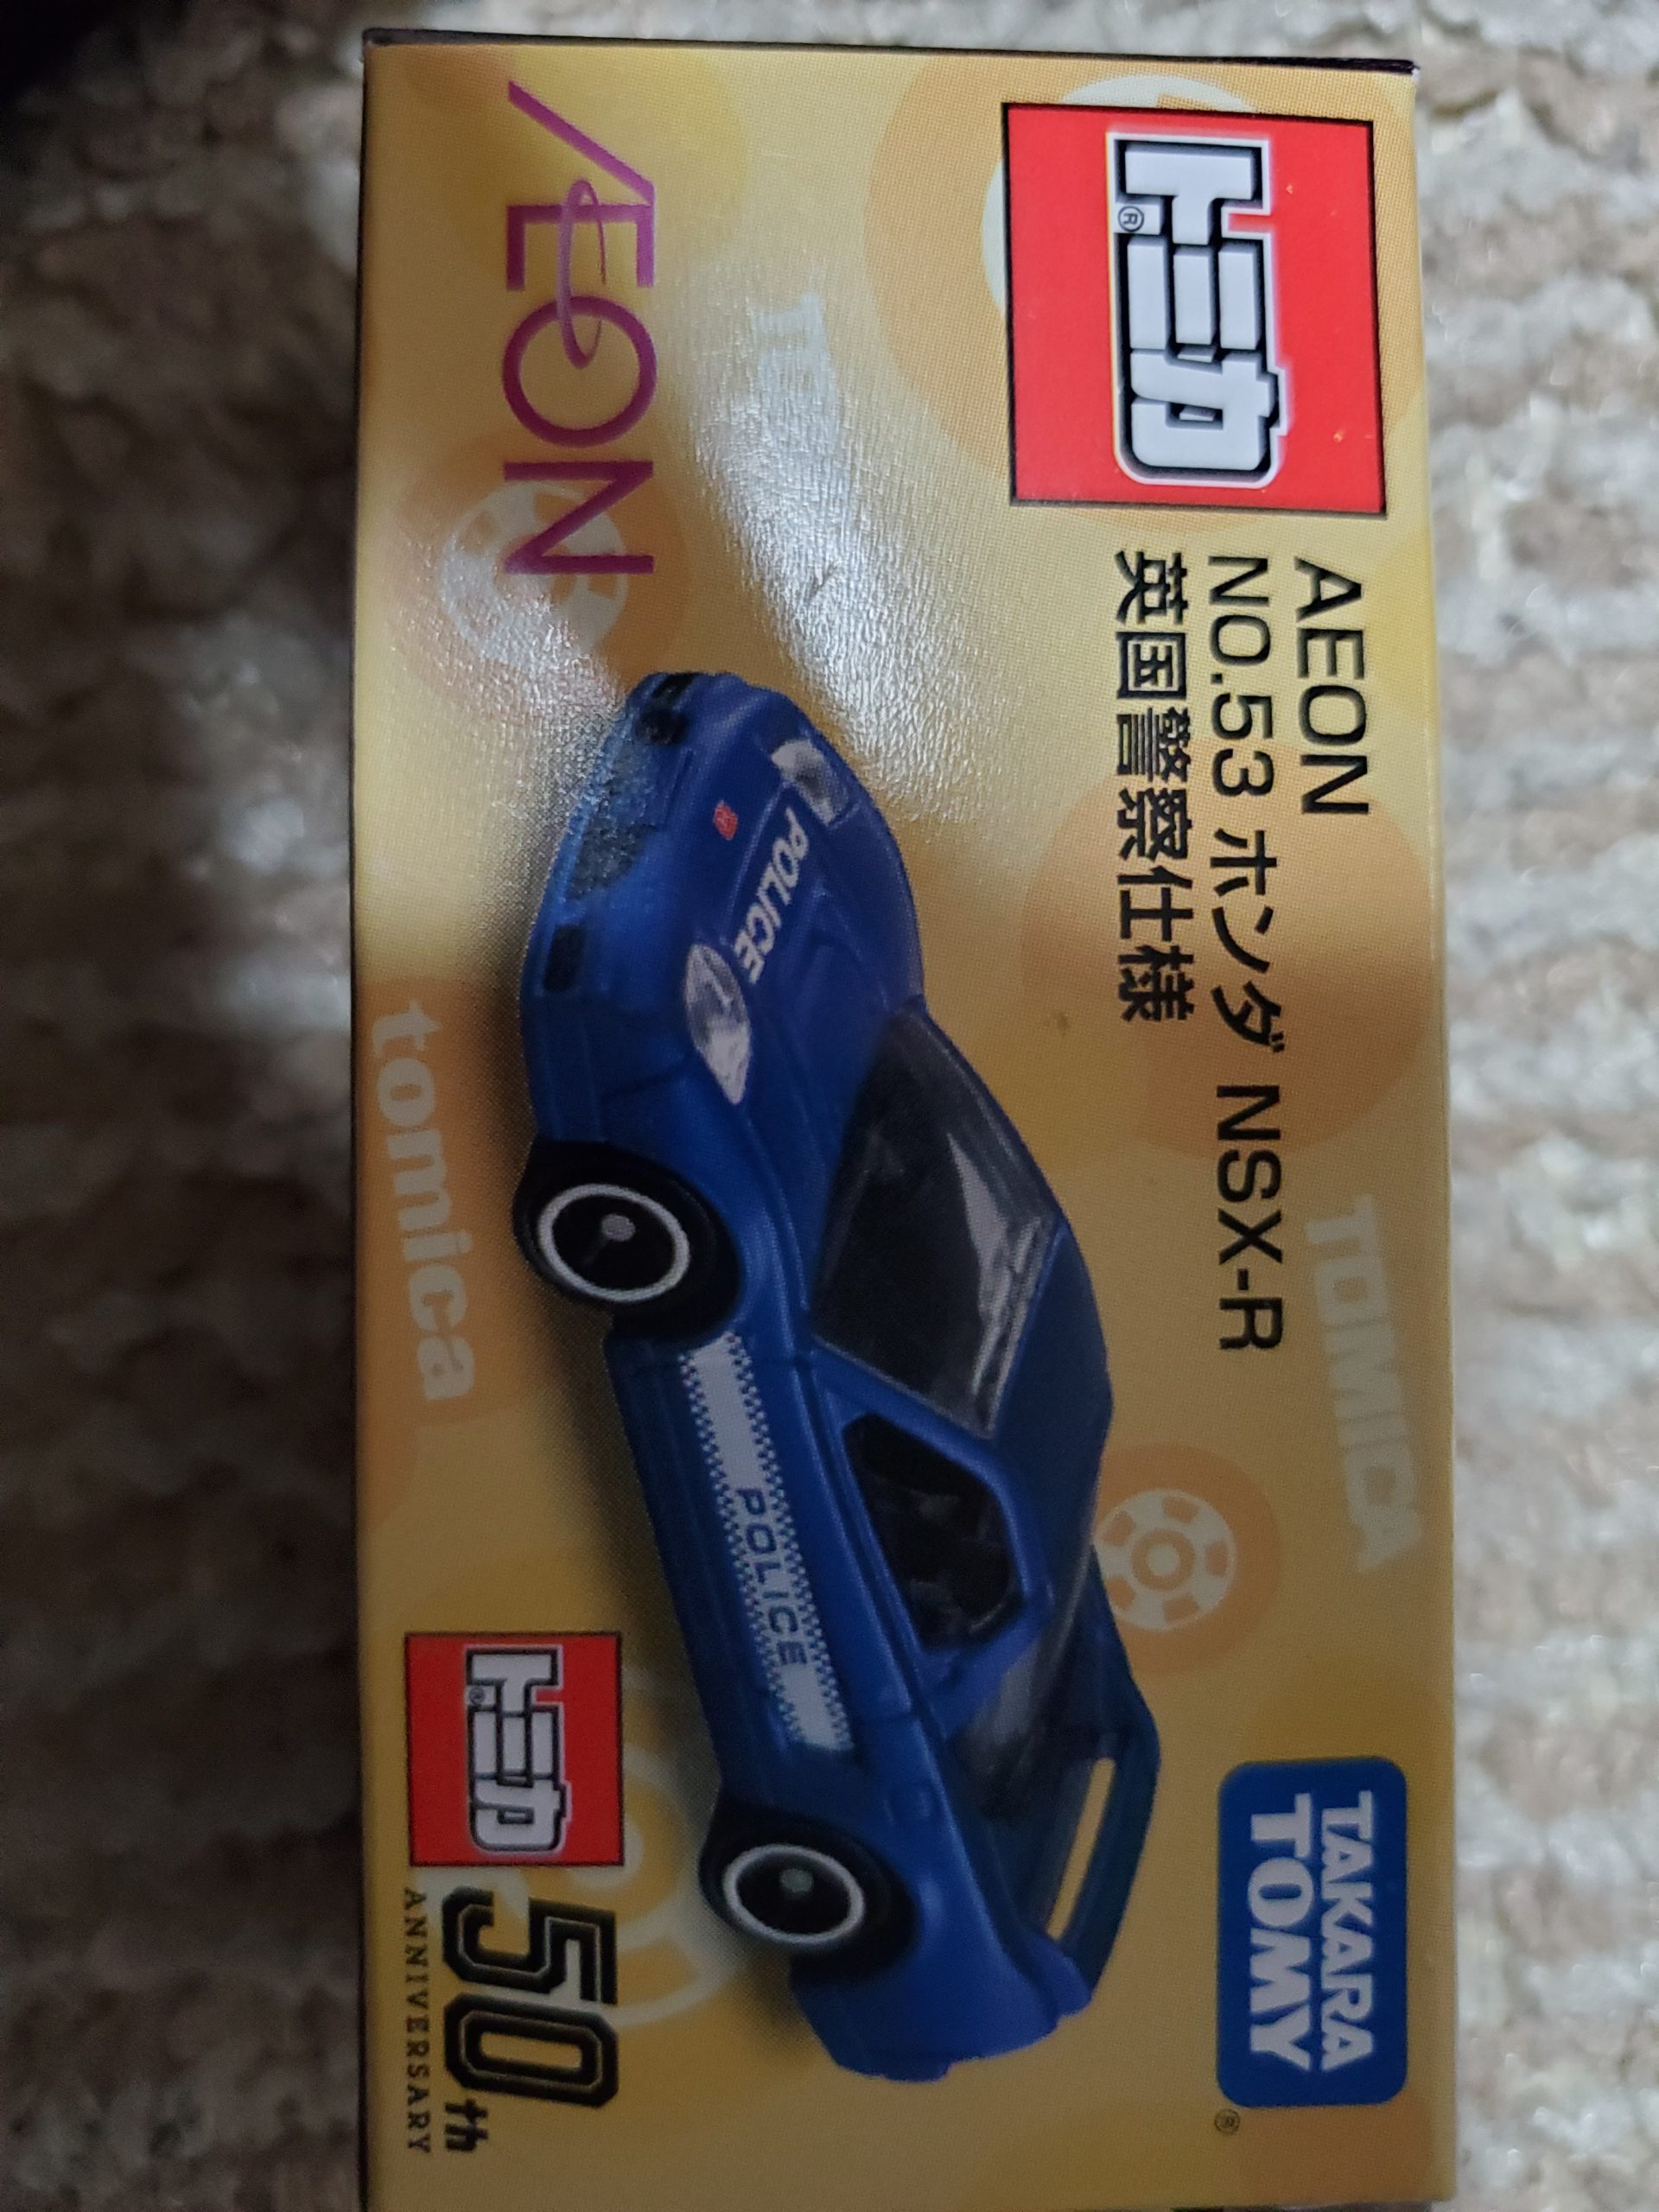 トミカ®
AEON
NO.53 ホンダ NSX-R
英国警察仕様
TOMICA
TAKARA
TOMY®
AEON
POLICE
POLICE
tomica
トミカ®
50th
ANNIVERSARY